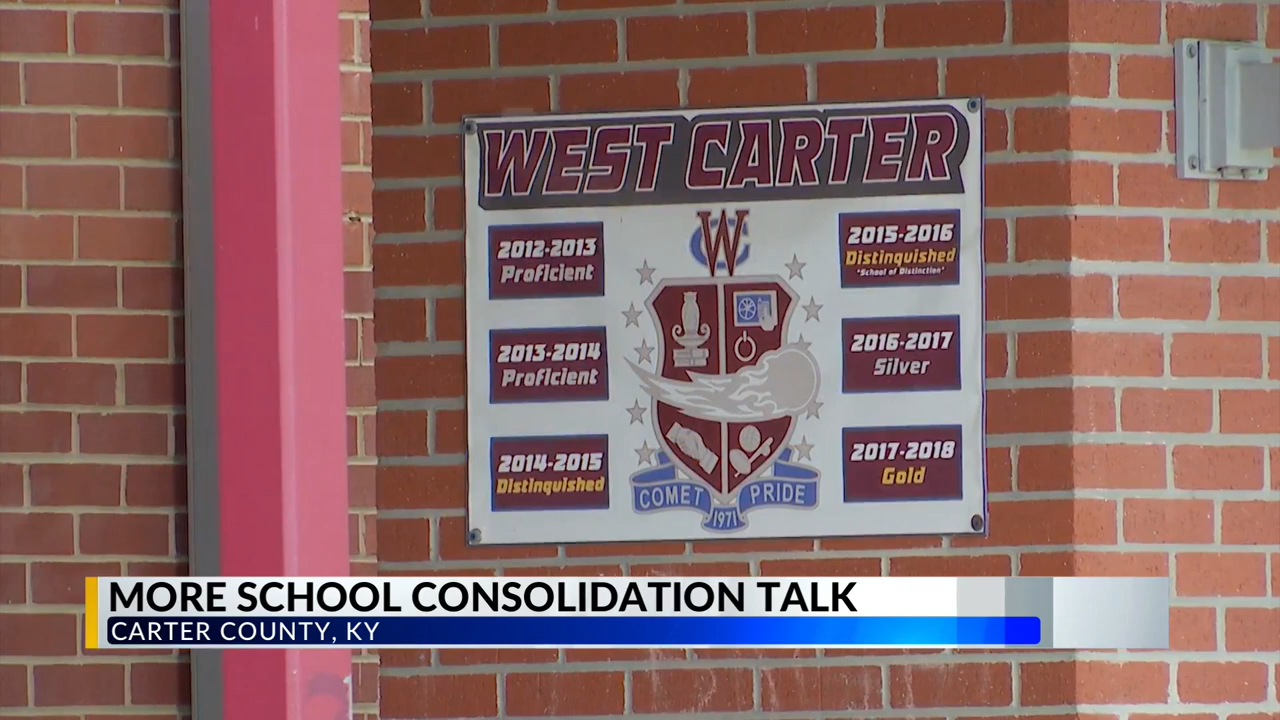 WEST CARTER
2012-2013
Proficient
2013-2014
Proficient
2014-2015
Distinguished
WC
COMET PRIDE
1971
2015-2016
Distinguished
"School of Distinction"
2016-2017
Silver
2017-2018
Gold
MORE SCHOOL CONSOLIDATION TALK
CARTER COUNTY, KY